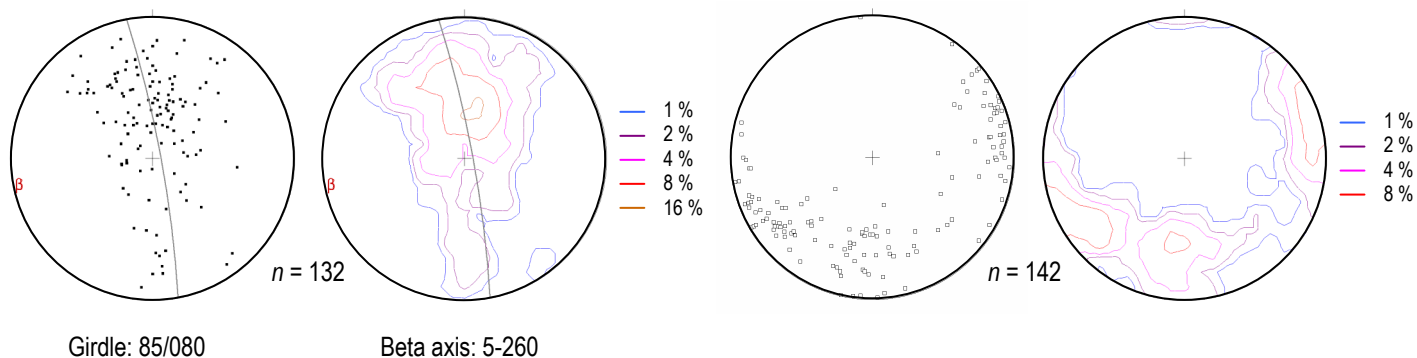 β
β
1 %
2 %
4 %
8 %
16 %
n = 132
Girdle: 85/080
Beta axis: 5-260
n = 142
1 %
2 %
4 %
8 %